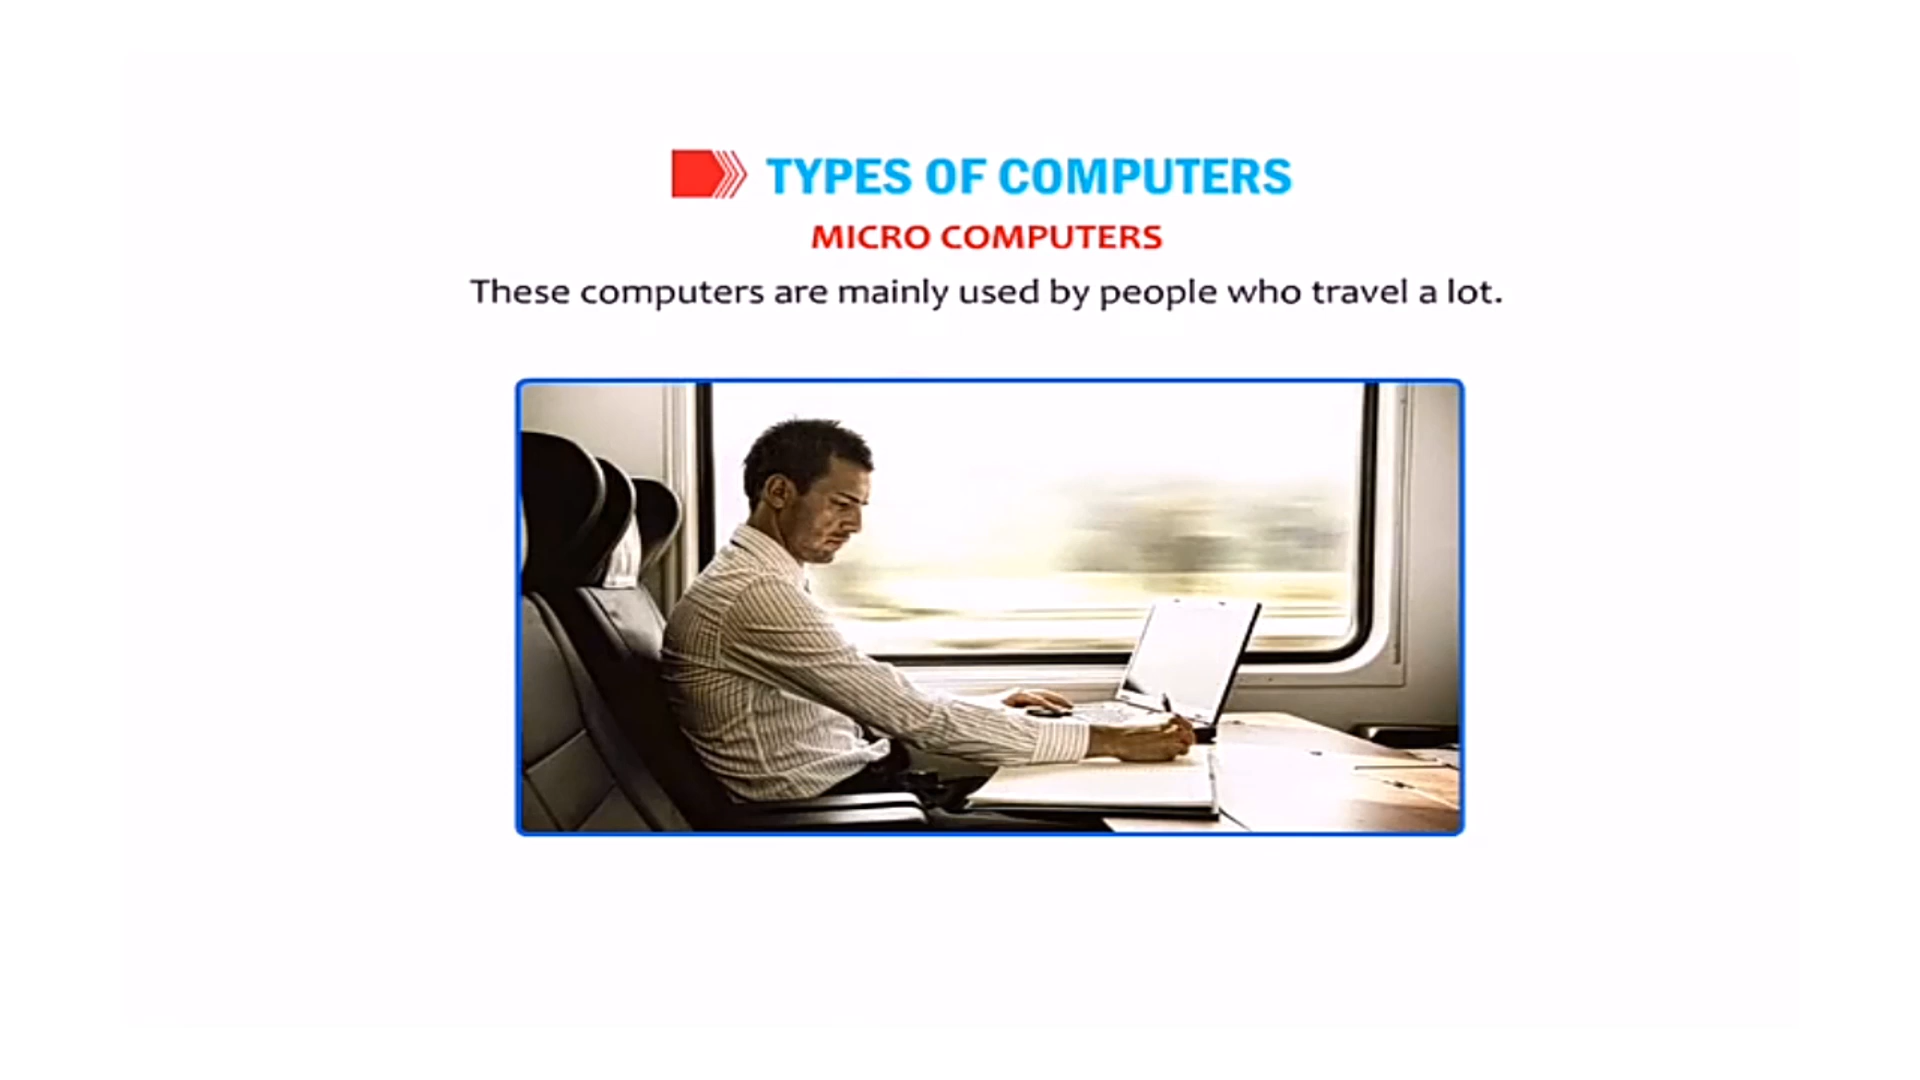 TYPES OF COMPUTERS
MICRO COMPUTERS
These computers are mainly used by people who travel a lot.